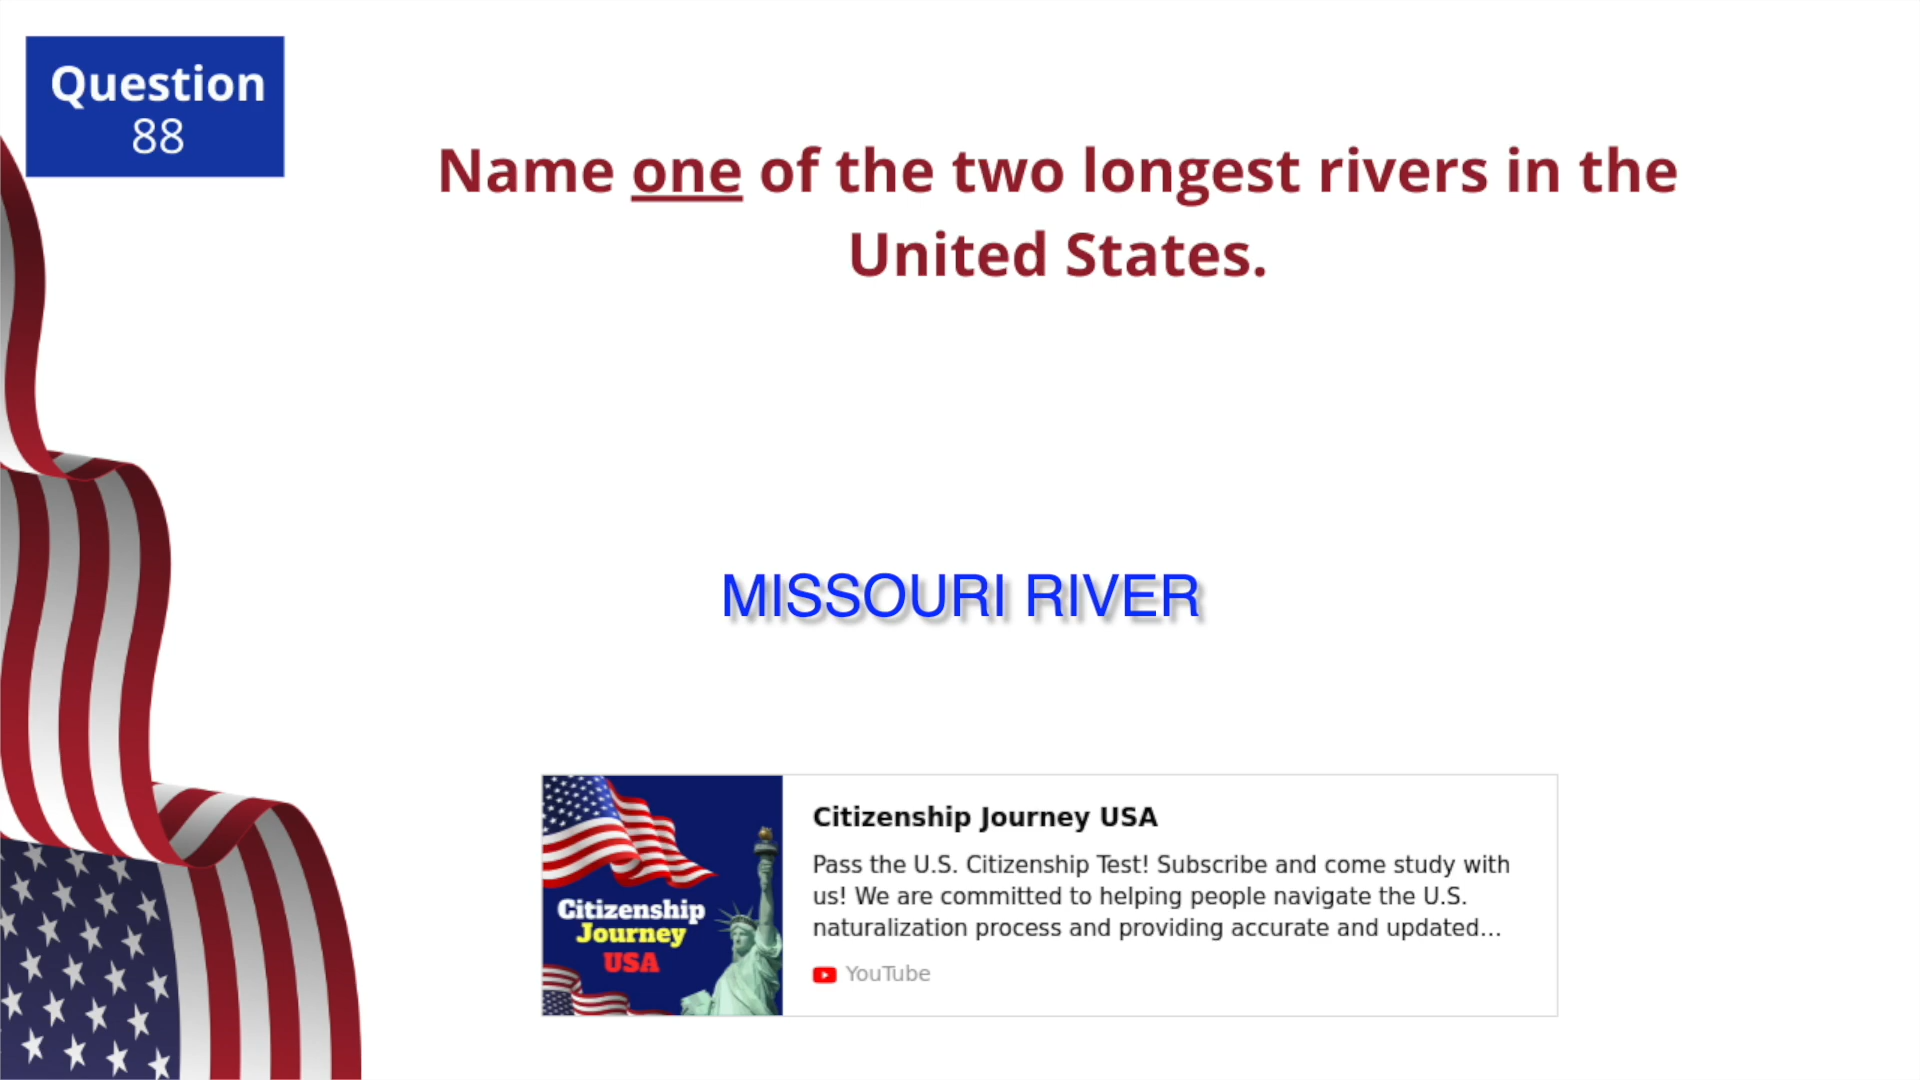 Question
88
Name one of the two longest rivers in the
United States.
MISSOURI RIVER
Citizenship
Journey
USA
Citizenship Journey USA
Pass the U.S. Citizenship Test! Subscribe and come study with
us! We are committed to helping people navigate the U.S.
naturalization process and providing accurate and updated...
YouTube